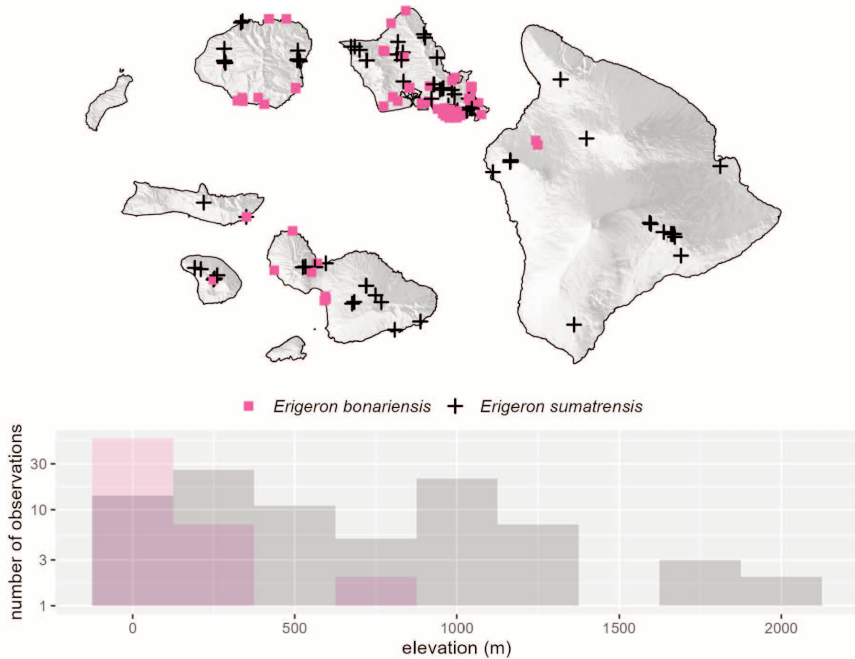 Erigeron bonariensis Erigeron sumatrensis
number of observations
30
10
3
1
0 500 1000 1500 2000
elevation (m)